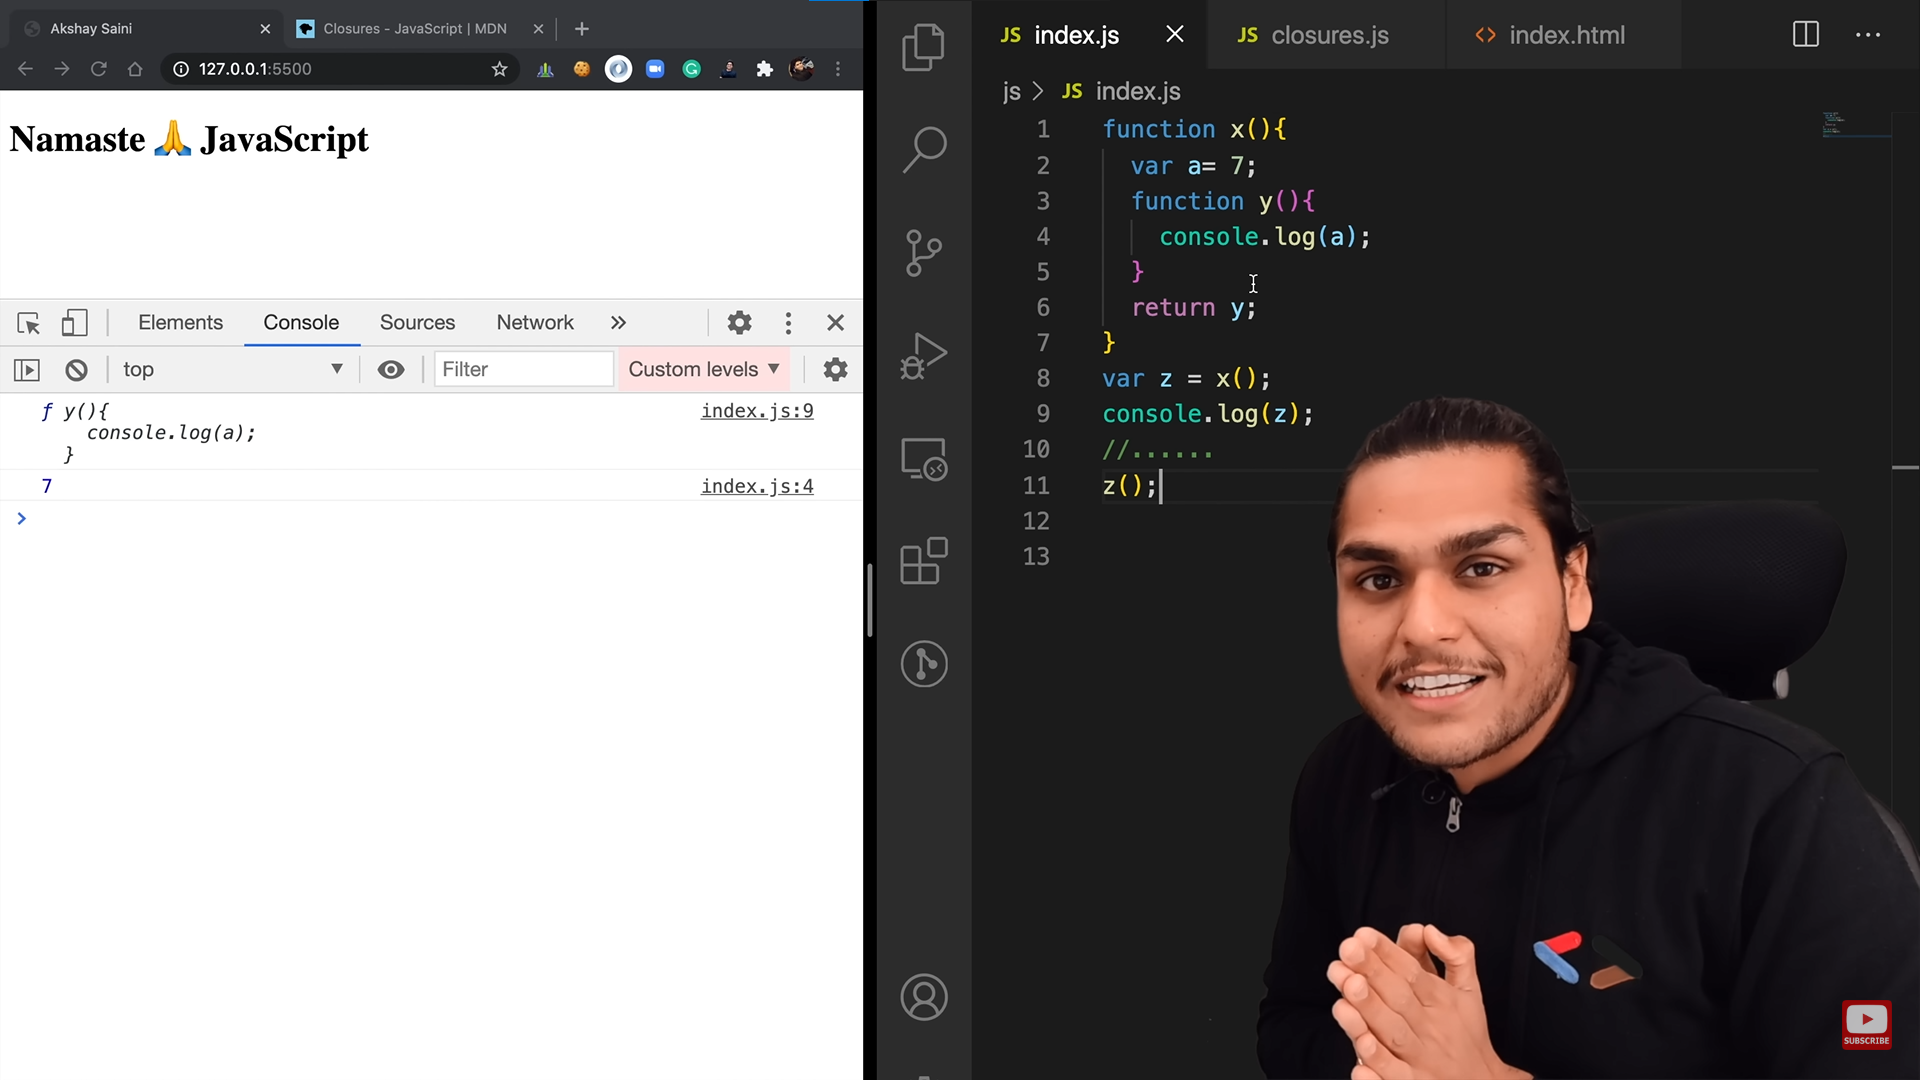 Akshay Saini
Closures - JavaScript | MDN
127.0.0.1:5500
Namaste 🙏 JavaScript
Elements Console Sources Network
top Filter Custom levels
f y(){ index.js:9
console.log(a);
}
7 index.js:4
>
JS index.js JS closures.js <> index.html
js > JS index.js
1 function x(){
2 var a= 7;
3 function y(){
4 console.log(a);
5 }
6 return y;
7 }
8 var z = x();
9 console.log(z);
10 //......
11 z();
12
13
SUBSCRIBE